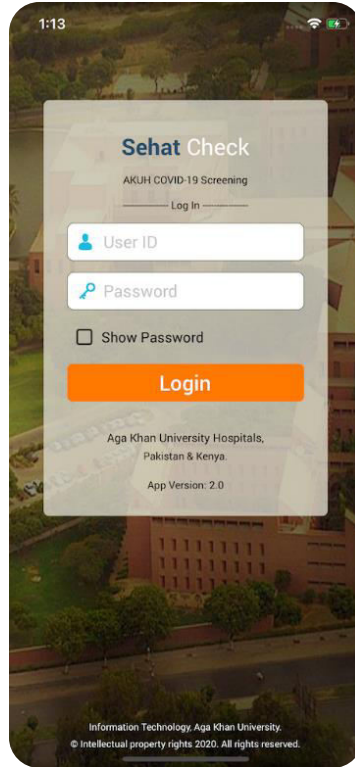 1:13
Sehat Check
AKUH COVID-19 Screening
Log In
User ID
Password
Show Password
Login
Aga Khan University Hospitals,
Pakistan & Kenya.
App Version: 2.0
Information Technology, Aga Khan University.
© Intellectual property rights 2020. All rights reserved.